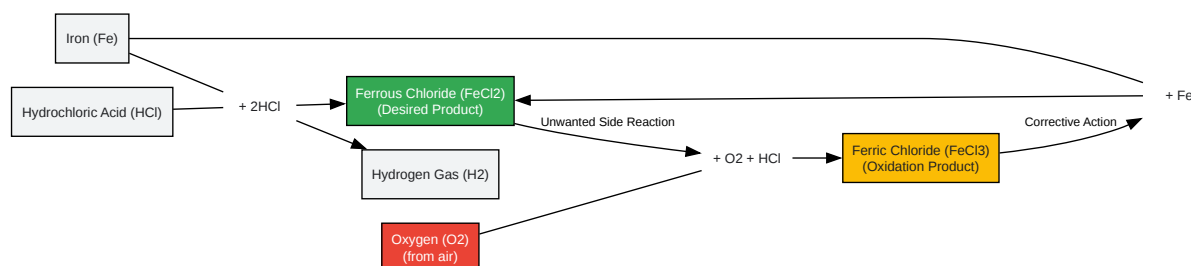 Iron (Fe)
Hydrochloric Acid (HCl)
+ 2HCl
Ferrous Chloride (FeCl2)
(Desired Product)
Hydrogen Gas (H2)
Unwanted Side Reaction
Oxygen (O2)
(from air)
+ O2 + HCl
Ferric Chloride (FeCl3)
(Oxidation Product)
Corrective Action
+ Fe